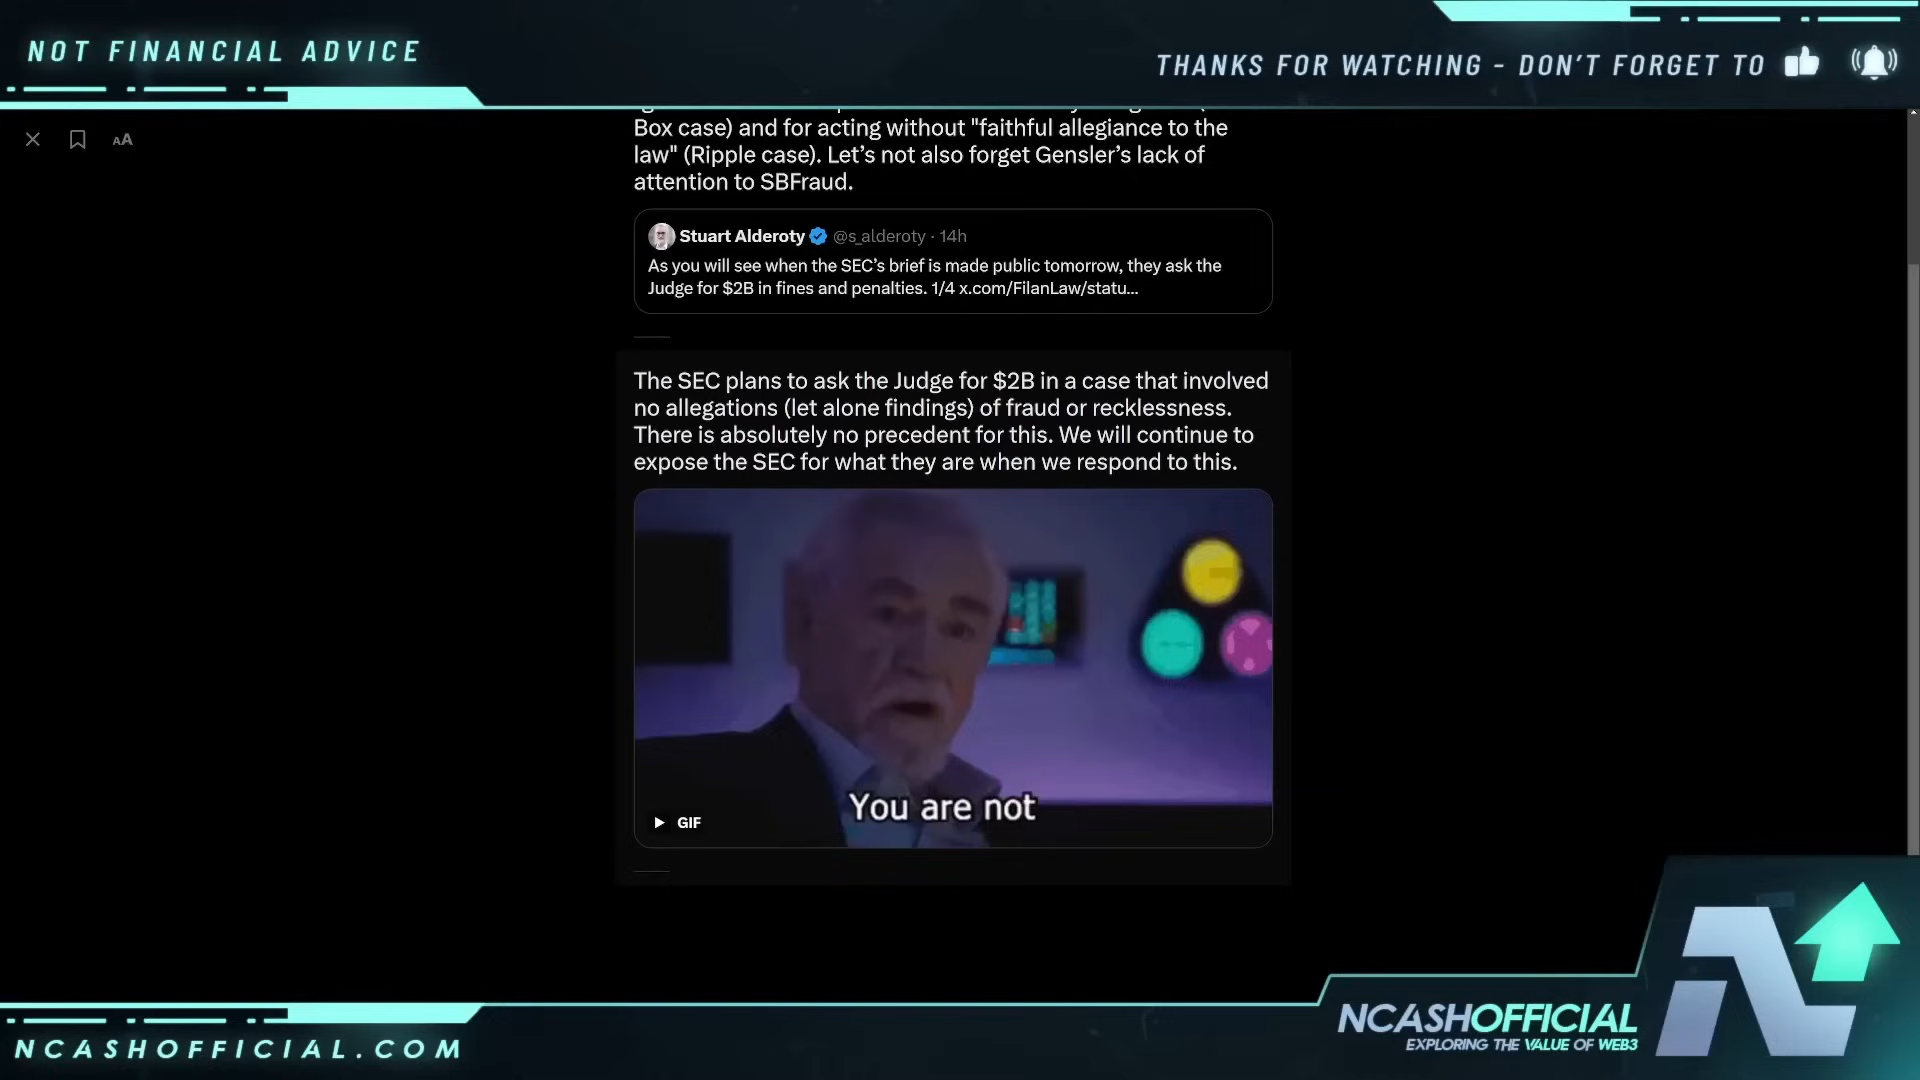 NOT FINANCIAL ADVICE
THANKS FOR WATCHING - DON'T FORGET TO
AA
Box case) and for acting without "faithful allegiance to the
law" (Ripple case). Let’s not also forget Gensler’s lack of
attention to SBFraud.
Stuart Alderoty @s_alderoty · 14h
As you will see when the SEC’s brief is made public tomorrow, they ask the
Judge for $2B in fines and penalties. 1/4 x.com/FilanLaw/statu...
The SEC plans to ask the Judge for $2B in a case that involved
no allegations (let alone findings) of fraud or recklessness.
There is absolutely no precedent for this. We will continue to
expose the SEC for what they are when we respond to this.
You are not
GIF
NCASHOFFICIAL
EXPLORING THE VALUE OF WEB3
NCASHOFFICIAL.COM